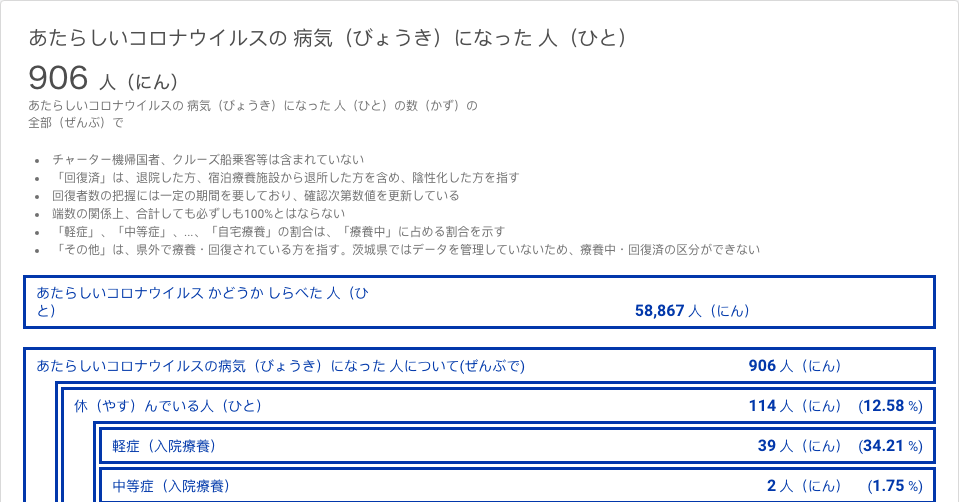 あたらしいコロナウイルスの 病気（びょうき）になった 人（ひと）
906 人（にん）
あたらしいコロナウイルスの 病気（びょうき）になった 人（ひと）の数（かず）の
全部（ぜんぶ）で
• チャーター機帰国者、クルーズ船乗客等は含まれていない
• 「回復済」は、退院した方、宿泊療養施設から退所した方を含め、陰性化した方を指す
• 回復者数の把握には一定の期間を要しており、確認次第数値を更新している
• 端数の関係上、合計しても必ずしも100%とはならない
• 「軽症」、「中等症」、...、「自宅療養」の割合は、「療養中」に占める割合を示す
• 「その他」は、県外で療養・回復されている方を指す。茨城県ではデータを管理していないため、療養中・回復済の区分ができない
あたらしいコロナウイルス かどうか しらべた 人（ひ
と） 58,867 人（にん）
あたらしいコロナウイルスの病気（びょうき）になった 人について(ぜんぶで) 906 人（にん）
休（やす）んでいる人（ひと） 114 人（にん） (12.58 %)
軽症（入院療養） 39 人（にん） (34.21 %)
中等症（入院療養） 2 人（にん） (1.75 %)